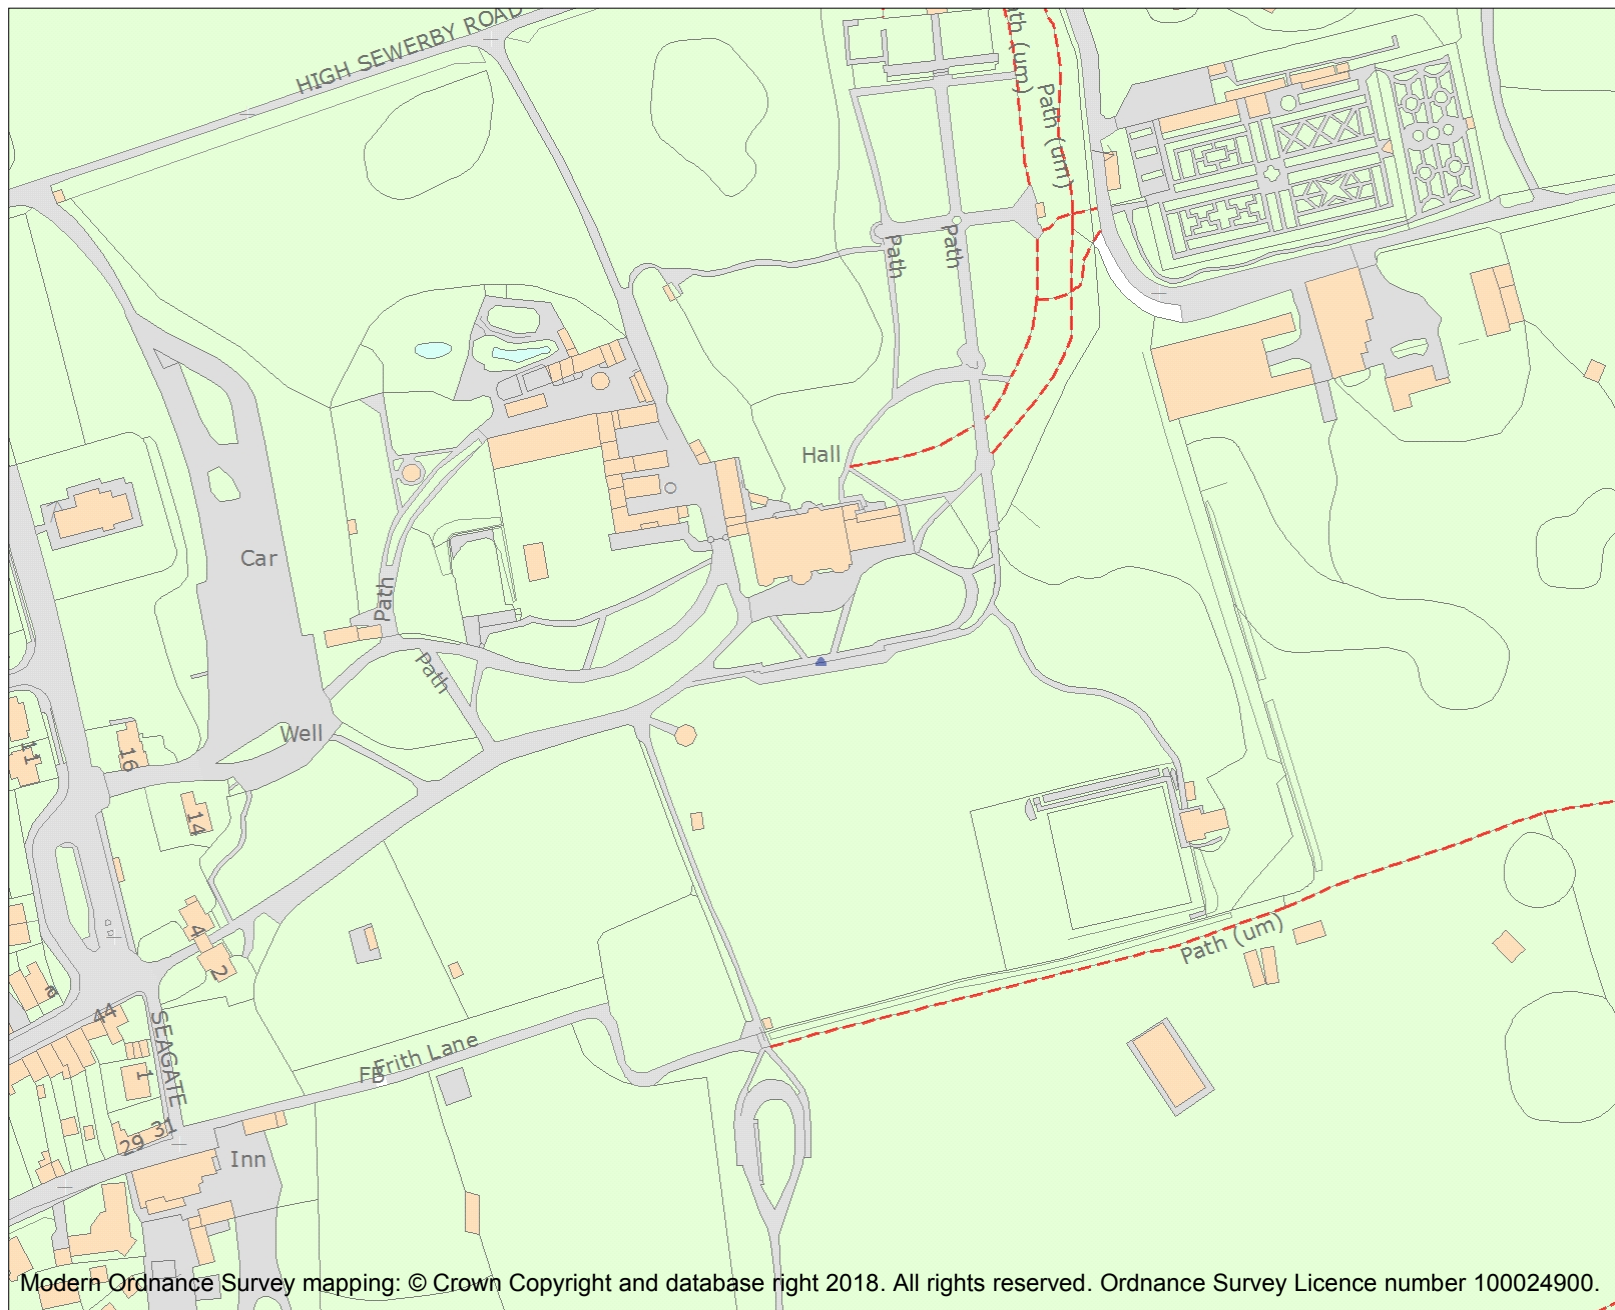 HIGH SEWERBY ROAD
ath (um)
Path (um)
Path
Path
Hall
Car
Path
Path
Well
11
16
14
4
2
a
44
SEAGATE
1
Frith Lane
FB
29 31
Inn
Path (um)
Modern Ordnance Survey mapping: © Crown Copyright and database right 2018. All rights reserved. Ordnance Survey Licence number 100024900.